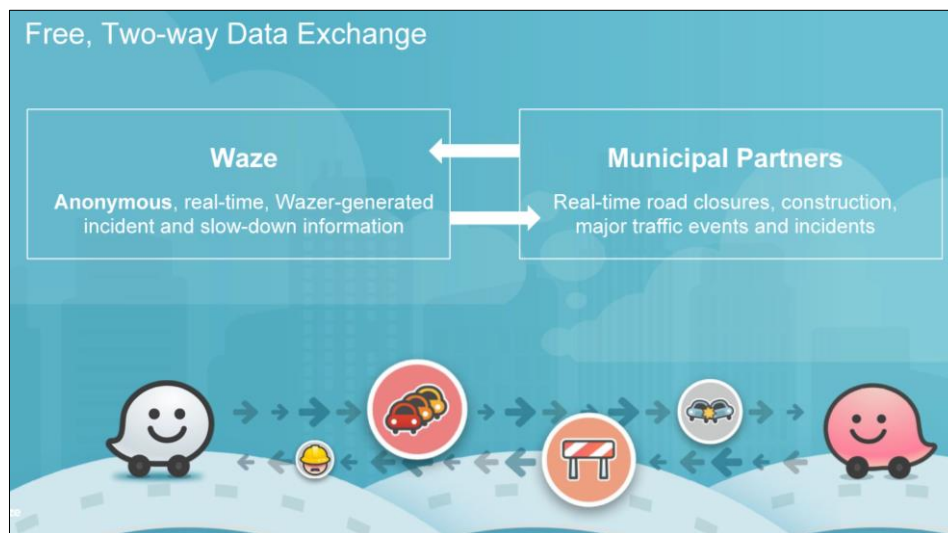 Free, Two-way Data Exchange
Waze
Anonymous, real-time, Wazer-generated
incident and slow-down information
Municipal Partners
Real-time road closures, construction,
major traffic events and incidents